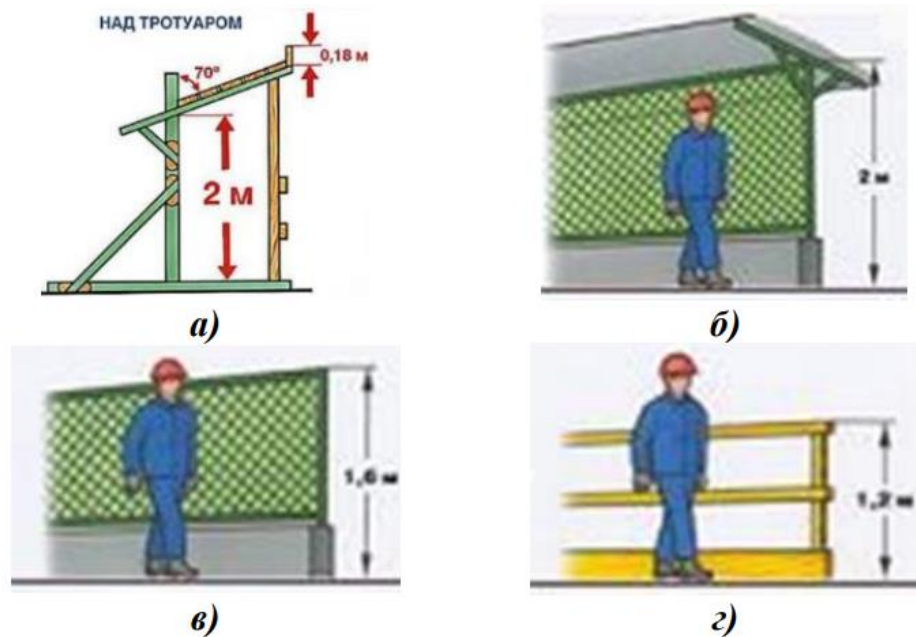 НАД ТРОТУАРОМ
0,18 м
70°
2 м
а)
2 м
б)
1,6 м
в)
1,2 м
г)